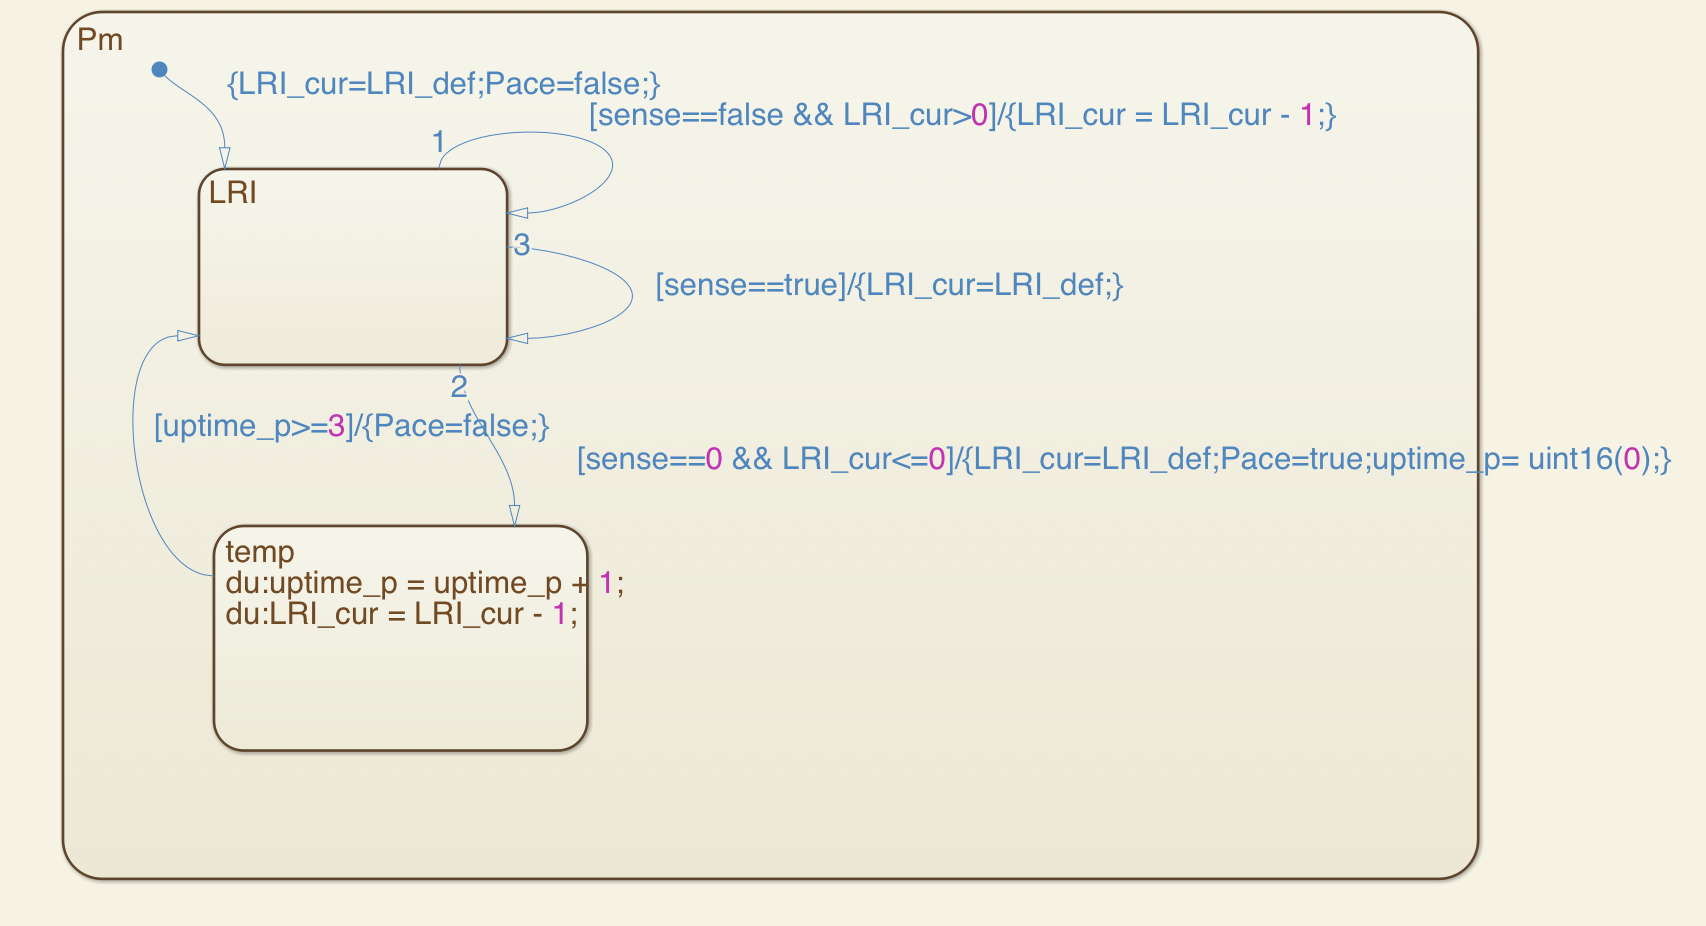 Pm
{LRI_cur=LRI_def;Pace=false;}
[sense==false && LRI_cur>0]/{LRI_cur = LRI_cur - 1;}
1
LRI
3
[sense==true]/{LRI_cur=LRI_def;}
2
[uptime_p>=3]/{Pace=false;}
[sense==0 && LRI_cur<=0]/{LRI_cur=LRI_def;Pace=true;uptime_p= uint16(0);}
temp
du:uptime_p = uptime_p + 1;
du:LRI_cur = LRI_cur - 1;